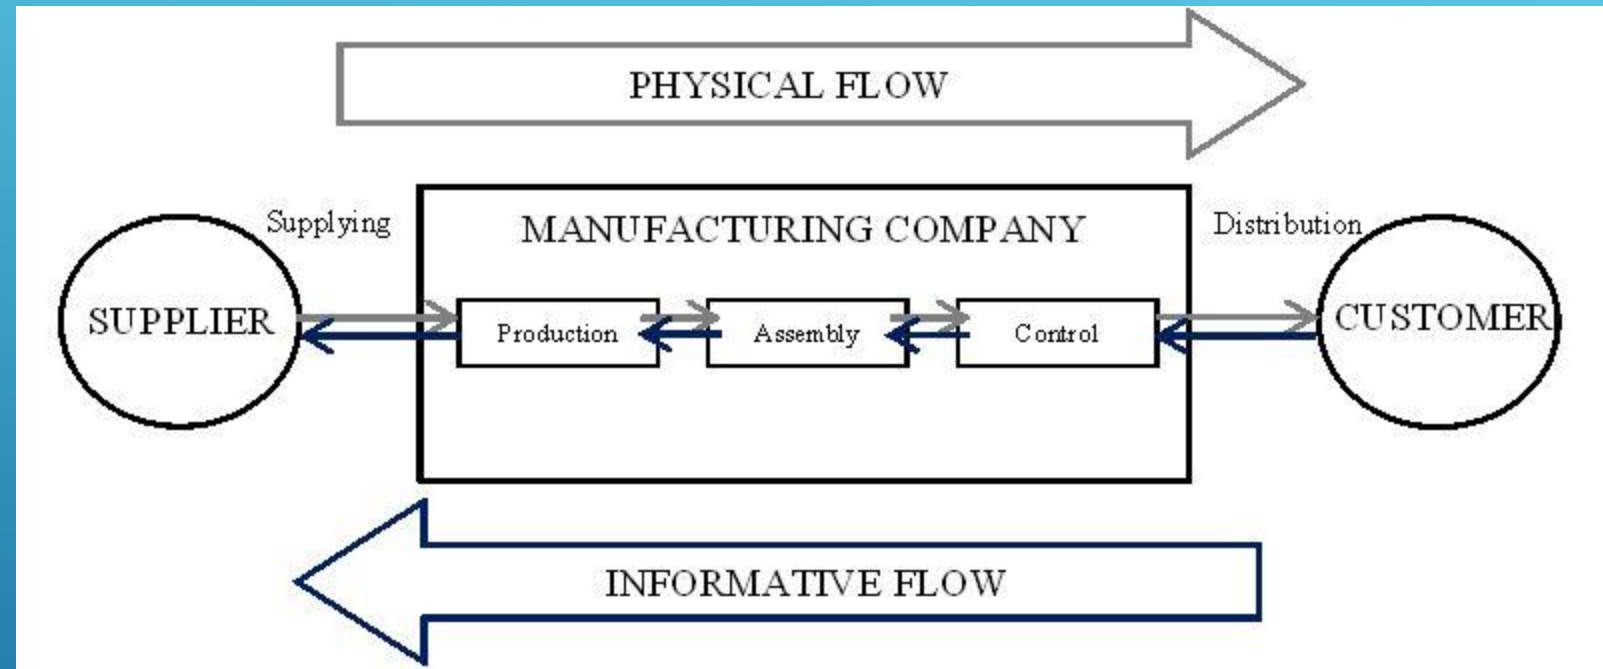 PHYSICAL FLOW
Supplying
MANUFACTURING COMPANY
Distribution
SUPPLIER
Production
Assembly
Control
CUSTOMER
INFORMATIVE FLOW